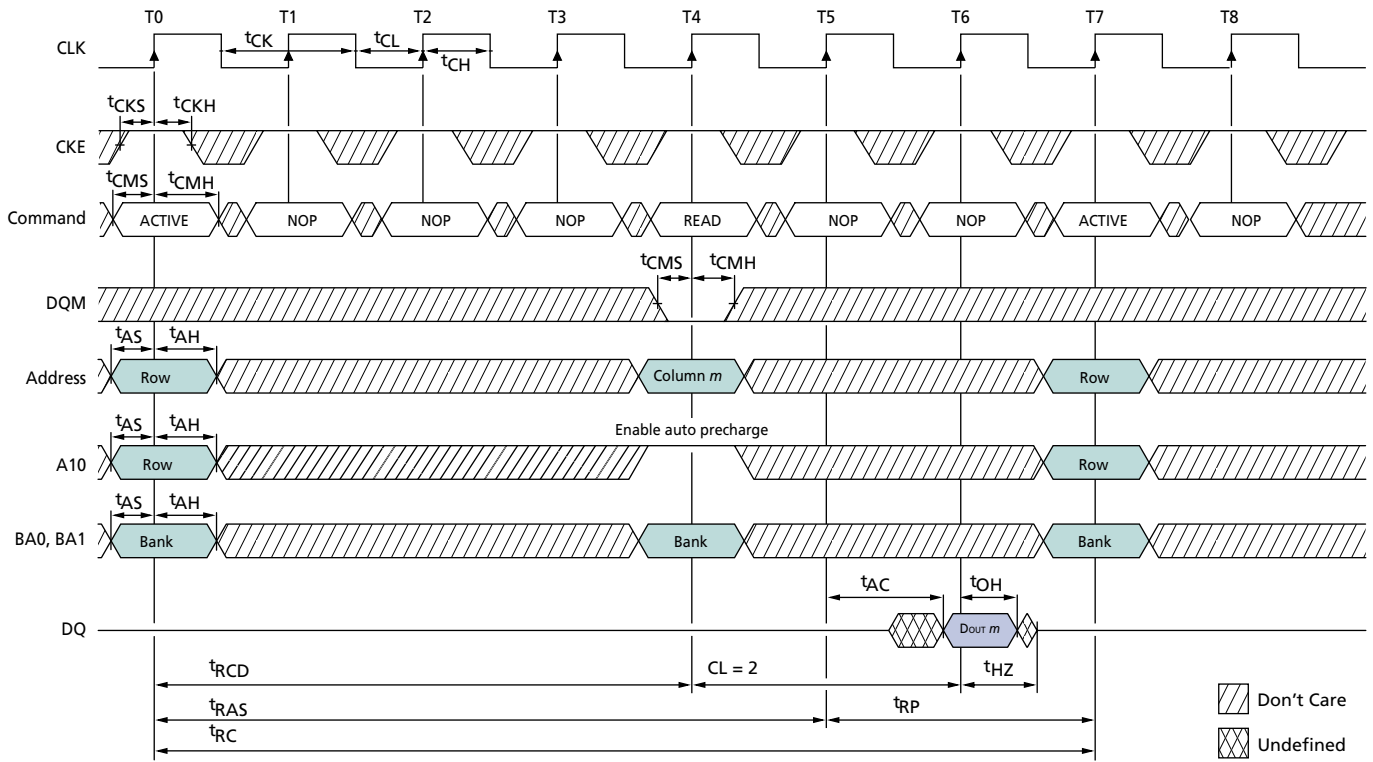 T0 T1 T2 T3 T4 T5 T6 T7 T8
CLK
tCK tCL
tCH
tCKS tCKH
CKE
tCMS tCMH
Command ACTIVE NOP NOP NOP READ NOP NOP ACTIVE NOP
tCMS tCMH
DQM
tAS tAH
Address Row Column m Row
tAS tAH
Enable auto precharge
A10 Row Row
tAS tAH
BA0, BA1 Bank Bank Bank
tAC tOH
DQ DOUT m
tRCD CL = 2 tHZ
tRAS tRP
tRC
Don't Care
Undefined